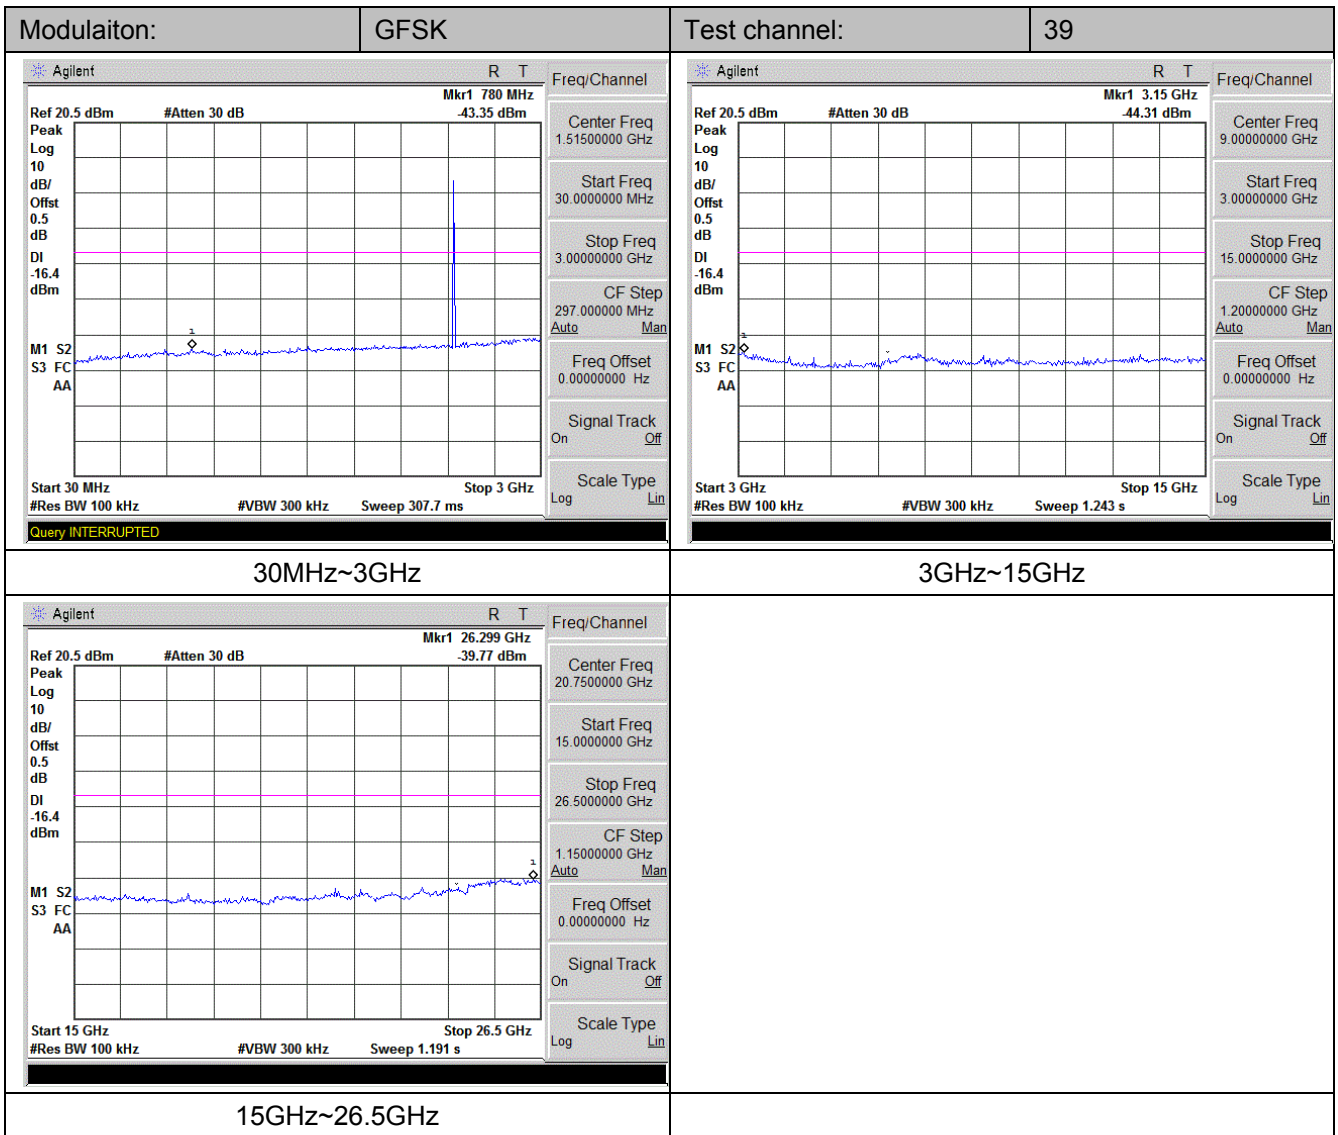 Modulaiton: GFSK Test channel: 39
Agilent R T
Mkr1 780 MHz
Ref 20.5 dBm #Atten 30 dB -43.35 dBm
Peak
Log
10
dB/
Offst
0.5
dB
DI
-16.4
dBm
1
M1 S2
S3 FC
AA
Start 30 MHz Stop 3 GHz
#Res BW 100 kHz #VBW 300 kHz Sweep 307.7 ms
Query INTERRUPTED
Freq/Channel
Center Freq
1.51500000 GHz
Start Freq
30.0000000 MHz
Stop Freq
3.00000000 GHz
CF Step
297.000000 MHz
Auto Man
Freq Offset
0.00000000 Hz
Signal Track
On Off
Scale Type
Log Lin
Agilent R T
Mkr1 3.15 GHz
Ref 20.5 dBm #Atten 30 dB -44.31 dBm
Peak
Log
10
dB/
Offst
0.5
dB
DI
-16.4
dBm
1
M1 S2
S3 FC
AA
Start 3 GHz Stop 15 GHz
#Res BW 100 kHz #VBW 300 kHz Sweep 1.243 s
Freq/Channel
Center Freq
9.00000000 GHz
Start Freq
3.00000000 GHz
Stop Freq
15.0000000 GHz
CF Step
1.20000000 GHz
Auto Man
Freq Offset
0.00000000 Hz
Signal Track
On Off
Scale Type
Log Lin
30MHz~3GHz 3GHz~15GHz
Agilent R T
Mkr1 26.299 GHz
Ref 20.5 dBm #Atten 30 dB -39.77 dBm
Peak
Log
10
dB/
Offst
0.5
dB
DI
-16.4
dBm
1
M1 S2
S3 FC
AA
Start 15 GHz Stop 26.5 GHz
#Res BW 100 kHz #VBW 300 kHz Sweep 1.191 s
Freq/Channel
Center Freq
20.7500000 GHz
Start Freq
15.0000000 GHz
Stop Freq
26.5000000 GHz
CF Step
1.15000000 GHz
Auto Man
Freq Offset
0.00000000 Hz
Signal Track
On Off
Scale Type
Log Lin
15GHz~26.5GHz